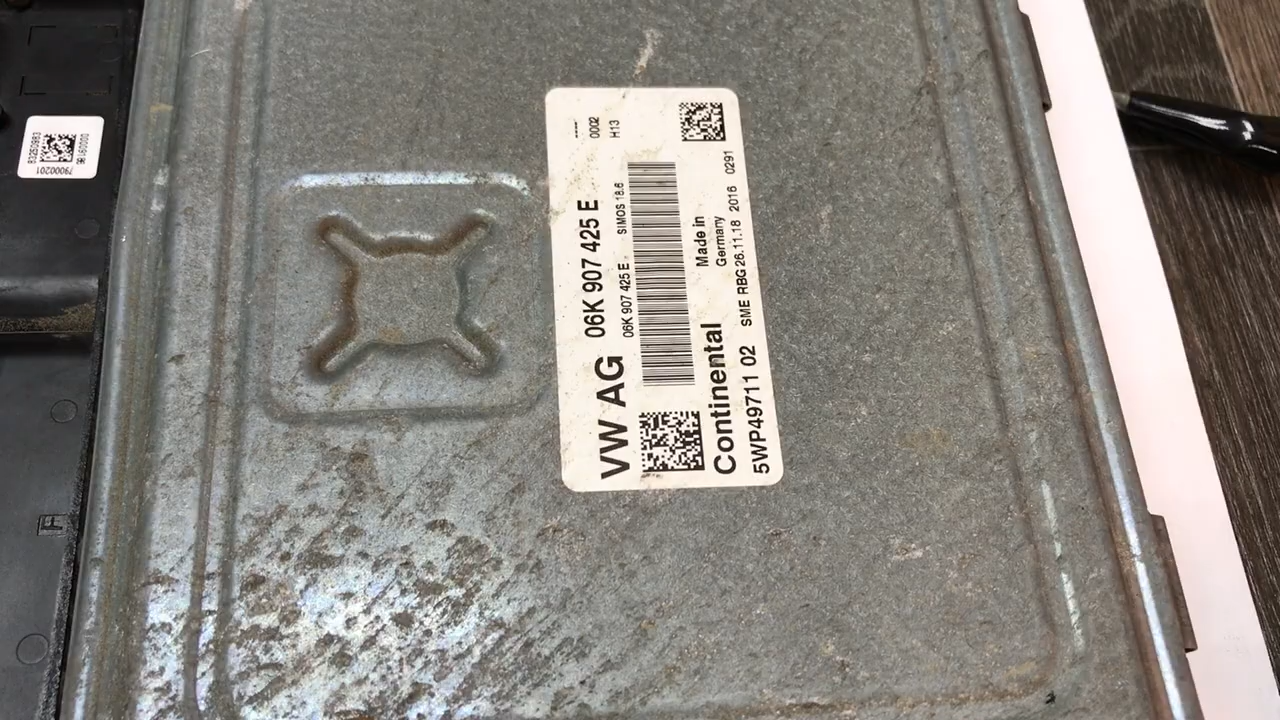 VW AG 06K 907 425 E
0002
H13
06K 907 425 E SIMOS 18.6
Continental Made in
Germany
5WP49711 02 SME RBG 26.11.18 2016 0291
83250983
79000201